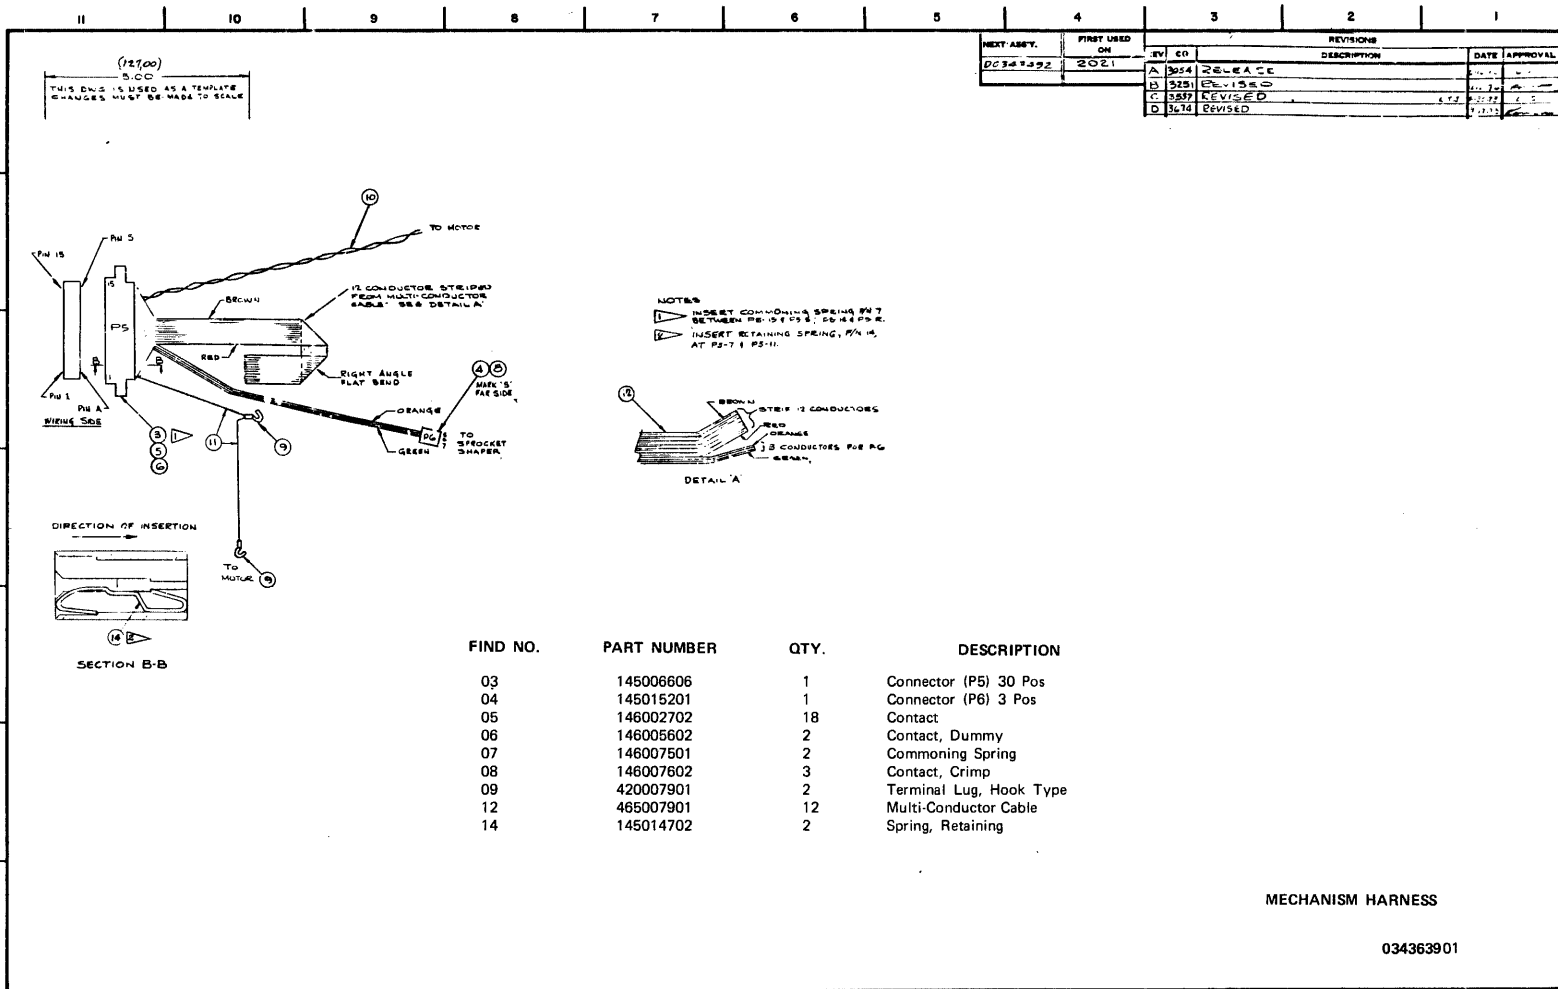 11 10 9 8 7 6 5 4 3 2 1
(127,00)
5.00
THIS DWG IS USED AS A TEMPLATE
CHANGES MUST BE MADE TO SCALE
NEXT ASS'Y. FIRST USED ON
2021
REVISIONS
CO DESCRIPTION DATE APPROVAL
A 3054 RELEASE
B 3251 REVISED
C 3537 REVISED
D 3674 REVISED
10
TO MOTOR
PIN 15
PIN S
15
P5
1
BROWN
12 CONDUCTOR STRIPED
FROM MULTI-CONDUCTOR
CABLE SEE DETAIL 'A'
RED
RIGHT ANGLE
FLAT BEND
B B
PIN 1
PIN A
WIRING SIDE
3 1
5
6
11
9
4 8
MARK 'S'
FAR SIDE
ORANGE
GREEN
P6
TO
SPROCKET
SHAPER
TO
MOTOR 9
NOTES
1 INSERT COMMONING SPRING P/N 7
BETWEEN
2 INSERT RETAINING SPRING, P/N 14,
AT P5-7 & P5-11.
12
BROWN
STRIP 12 CONDUCTORS
RED
ORANGE
3 CONDUCTORS FOR P6
GREEN
DETAIL 'A'
DIRECTION OF INSERTION
14 2
SECTION B-B
FIND NO. PART NUMBER QTY. DESCRIPTION
03 145006606 1 Connector (P5) 30 Pos
04 145015201 1 Connector (P6) 3 Pos
05 146002702 18 Contact
06 146005602 2 Contact, Dummy
07 146007501 2 Commoning Spring
08 146007602 3 Contact, Crimp
09 420007901 2 Terminal Lug, Hook Type
12 465007901 12 Multi-Conductor Cable
14 145014702 2 Spring, Retaining
MECHANISM HARNESS
034363901